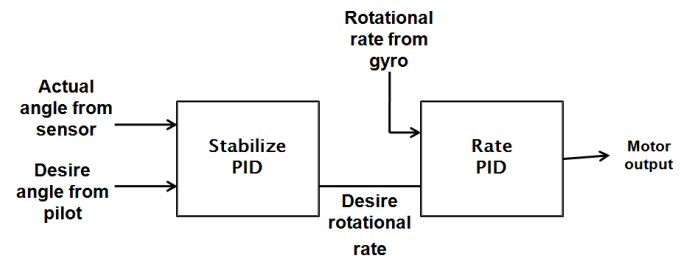 Rotational
rate from
gyro
Actual
angle from
sensor
Desire
angle from
pilot
Stabilize
PID
Desire
rotational
rate
Rate
PID
Motor
output